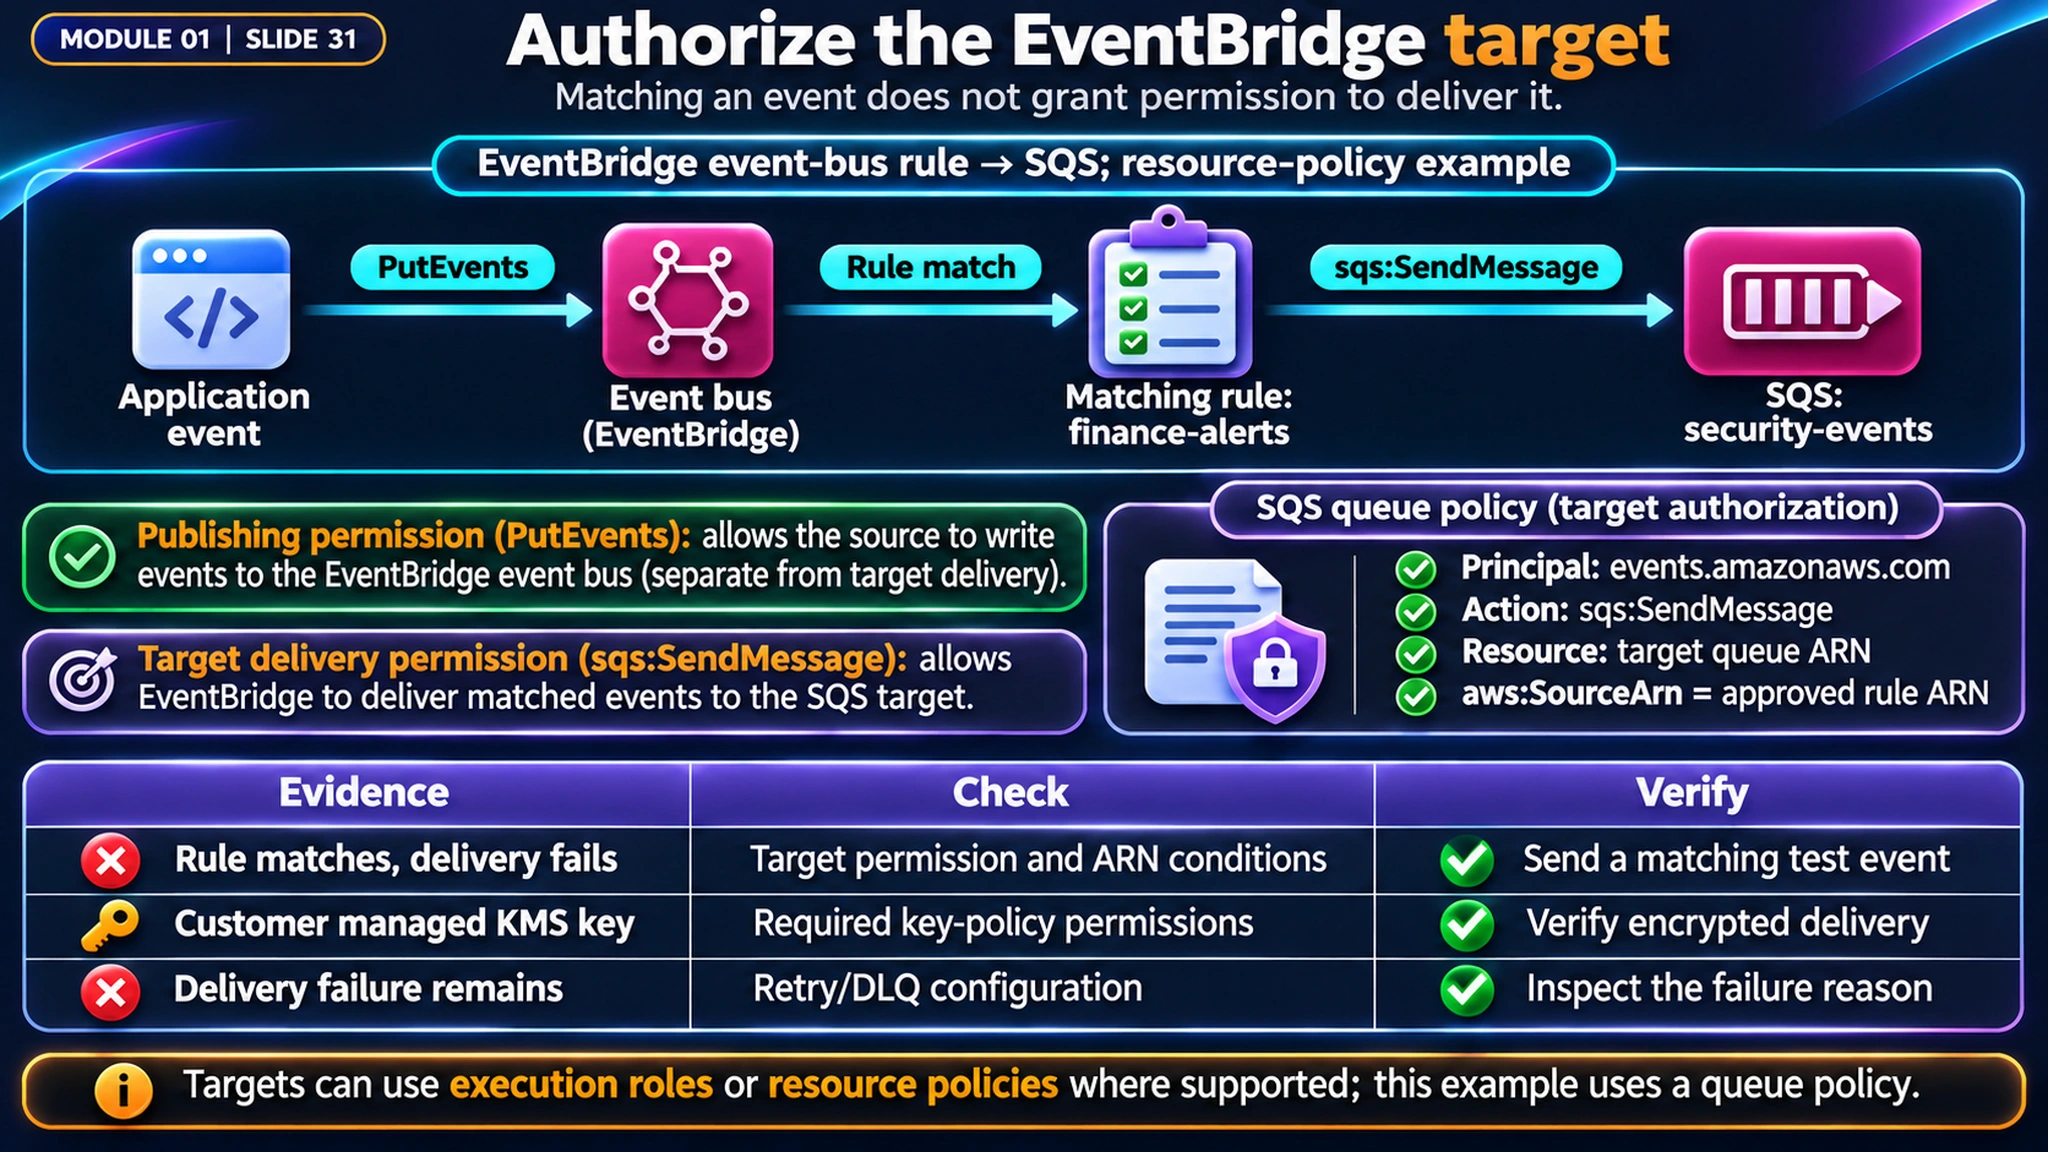 MODULE 01 | SLIDE 31
Authorize the EventBridge target
Matching an event does not grant permission to deliver it.
EventBridge event-bus rule → SQS; resource-policy example
PutEvents
Rule match
sqs:SendMessage
</>
Application
event
Event bus
(EventBridge)
Matching rule:
finance-alerts
SQS:
security-events
Publishing permission (PutEvents): allows the source to write
events to the EventBridge event bus (separate from target delivery).
Target delivery permission (sqs:SendMessage): allows
EventBridge to deliver matched events to the SQS target.
SQS queue policy (target authorization)
Principal: events.amazonaws.com
Action: sqs:SendMessage
Resource: target queue ARN
aws:SourceArn = approved rule ARN
Evidence
Check
Verify
Rule matches, delivery fails
Target permission and ARN conditions
Send a matching test event
Customer managed KMS key
Required key-policy permissions
Verify encrypted delivery
Delivery failure remains
Retry/DLQ configuration
Inspect the failure reason
i
Targets can use execution roles or resource policies where supported; this example uses a queue policy.